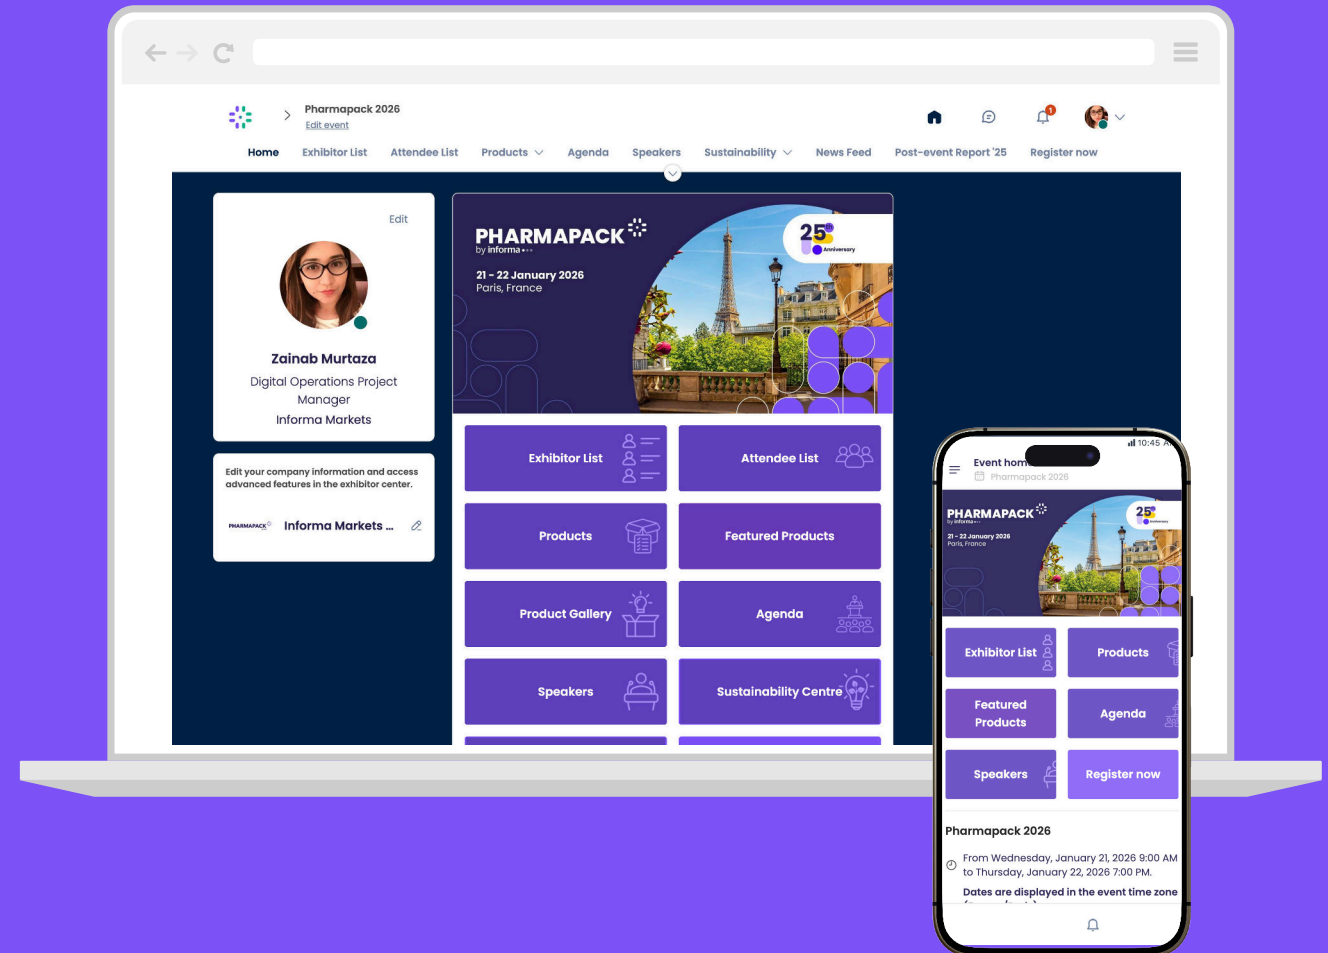 Pharmapack 2026
Edit event
1
Home Exhibitor List Attendee List Products Agenda Speakers Sustainability News Feed Post-event Report '25 Register now
Edit
Zainab Murtaza
Digital Operations Project
Manager
Informa Markets
Edit your company information and access
advanced features in the exhibitor center.
PHARMAPACK Informa Markets ...
PHARMAPACK
by informa
21 - 22 January 2026
Paris, France
25th
Anniversary
Exhibitor List Attendee List
Products Featured Products
Product Gallery Agenda
Speakers Sustainability Centre
10:45
Event hom
Pharmapack 2026
PHARMAPACK
by informa
21 - 22 January 2026
Paris, France
25
Anniversary
Exhibitor List Products
Featured
Products
Agenda
Speakers Register now
Pharmapack 2026
From Wednesday, January 21, 2026 9:00 AM
to Thursday, January 22, 2026 7:00 PM.
Dates are displayed in the event time zone